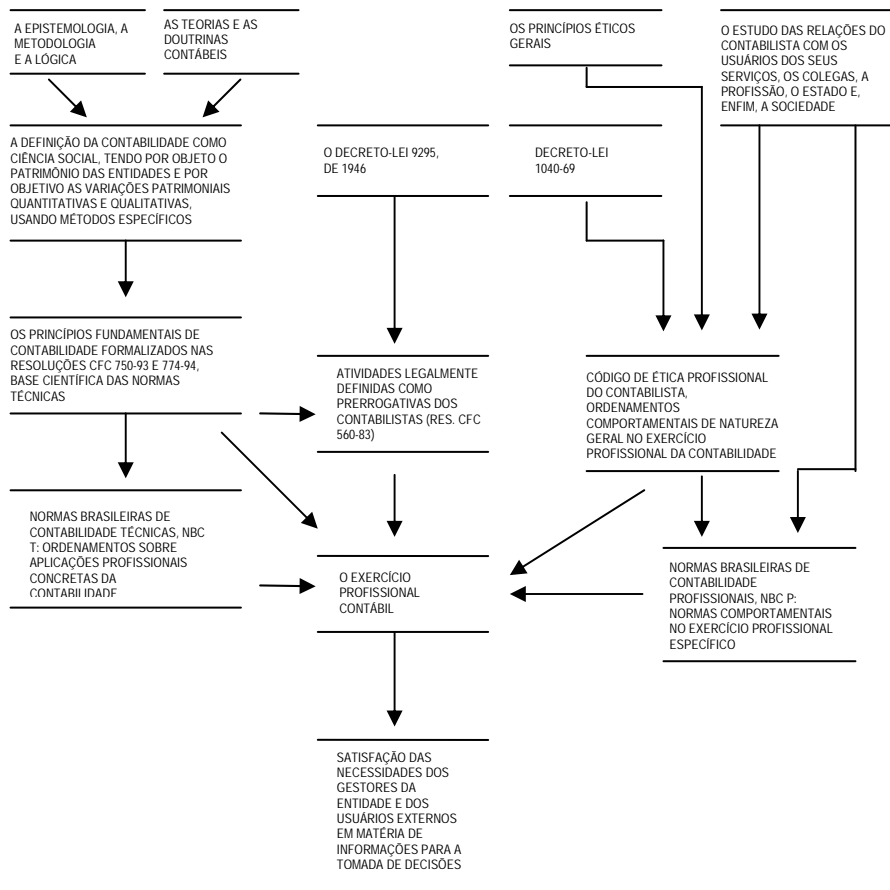 A EPISTEMOLOGIA, A
METODOLOGIA
E A LÓGICA
AS TEORIAS E AS
DOUTRINAS
CONTÁBEIS
OS PRINCÍPIOS ÉTICOS
GERAIS
O ESTUDO DAS RELAÇÕES DO
CONTABILISTA COM OS
USUÁRIOS DOS SEUS
SERVIÇOS, OS COLEGAS, A
PROFISSÃO, O ESTADO E,
ENFIM, A SOCIEDADE
A DEFINIÇÃO DA CONTABILIDADE COMO
CIÊNCIA SOCIAL, TENDO POR OBJETO O
PATRIMÔNIO DAS ENTIDADES E POR
OBJETIVO AS VARIAÇÕES PATRIMONIAIS
QUANTITATIVAS E QUALITATIVAS,
USANDO MÉTODOS ESPECÍFICOS
O DECRETO-LEI 9295,
DE 1946
DECRETO-LEI
1040-69
OS PRINCÍPIOS FUNDAMENTAIS DE
CONTABILIDADE FORMALIZADOS NAS
RESOLUÇÕES CFC 750-93 E 774-94,
BASE CIENTÍFICA DAS NORMAS
TÉCNICAS
ATIVIDADES LEGALMENTE
DEFINIDAS COMO
PRERROGATIVAS DOS
CONTABILISTAS (RES. CFC
560-83)
CÓDIGO DE ÉTICA PROFISSIONAL
DO CONTABILISTA,
ORDENAMENTOS
COMPORTAMENTAIS DE NATUREZA
GERAL NO EXERCÍCIO
PROFISSIONAL DA CONTABILIDADE
NORMAS BRASILEIRAS DE
CONTABILIDADE TÉCNICAS, NBC
T: ORDENAMENTOS SOBRE
APLICAÇÕES PROFISSIONAIS
CONCRETAS DA
CONTABILIDADE
O EXERCÍCIO
PROFISSIONAL
CONTÁBIL
NORMAS BRASILEIRAS DE
CONTABILIDADE
PROFISSIONAIS, NBC P:
NORMAS COMPORTAMENTAIS
NO EXERCÍCIO PROFISSIONAL
ESPECÍFICO
SATISFAÇÃO DAS
NECESSIDADES DOS
GESTORES DA
ENTIDADE E DOS
USUÁRIOS EXTERNOS
EM MATÉRIA DE
INFORMAÇÕES PARA A
TOMADA DE DECISÕES